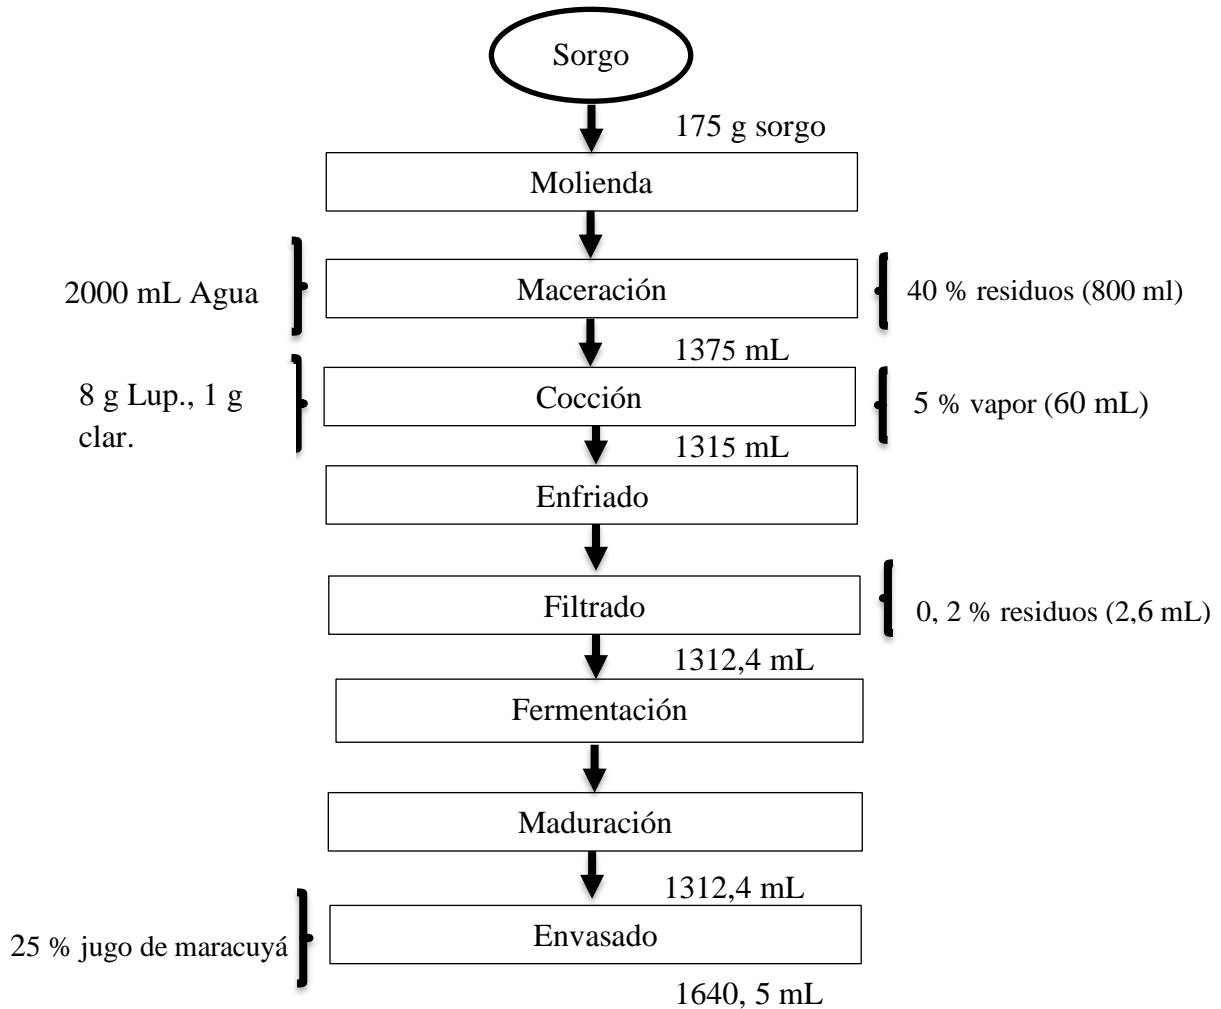 Sorgo
175 g sorgo
Molienda
2000 mL Agua
Maceración
40 % residuos (800 ml)
1375 mL
8 g Lup., 1 g
clar.
Cocción
5 % vapor (60 mL)
1315 mL
Enfriado
Filtrado
0, 2 % residuos (2,6 mL)
1312,4 mL
Fermentación
Maduración
1312,4 mL
25 % jugo de maracuyá
Envasado
1640, 5 mL